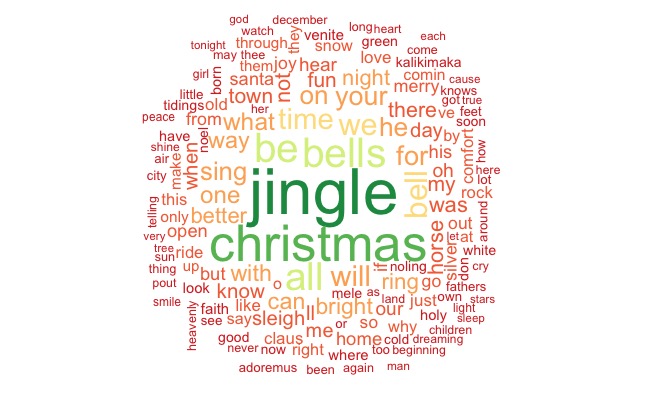 god december
watch long heart
tonight through they venite green each
may thee snow love come
them joy hear kalikimaka
girl born santa not fun night comin cause
little town on your merry knows
tidings old her there ve got true
peace from what time we he day by soon feet
have noel be bells for his comfort how
shine when way
air make sing jingle bell oh here
city my rock lot
this one was around
telling only better christmas horse out
very open silver let at
tree ride all will if white
sun up but with noling go don cry
thing o ring fathers
pout look know mele as own stars
smile faith like can bright land just light
heavenly see say sleigh ll our holy sleep
me or so why children
good claus home cold dreaming
never now right where too beginning
adoremus been again man